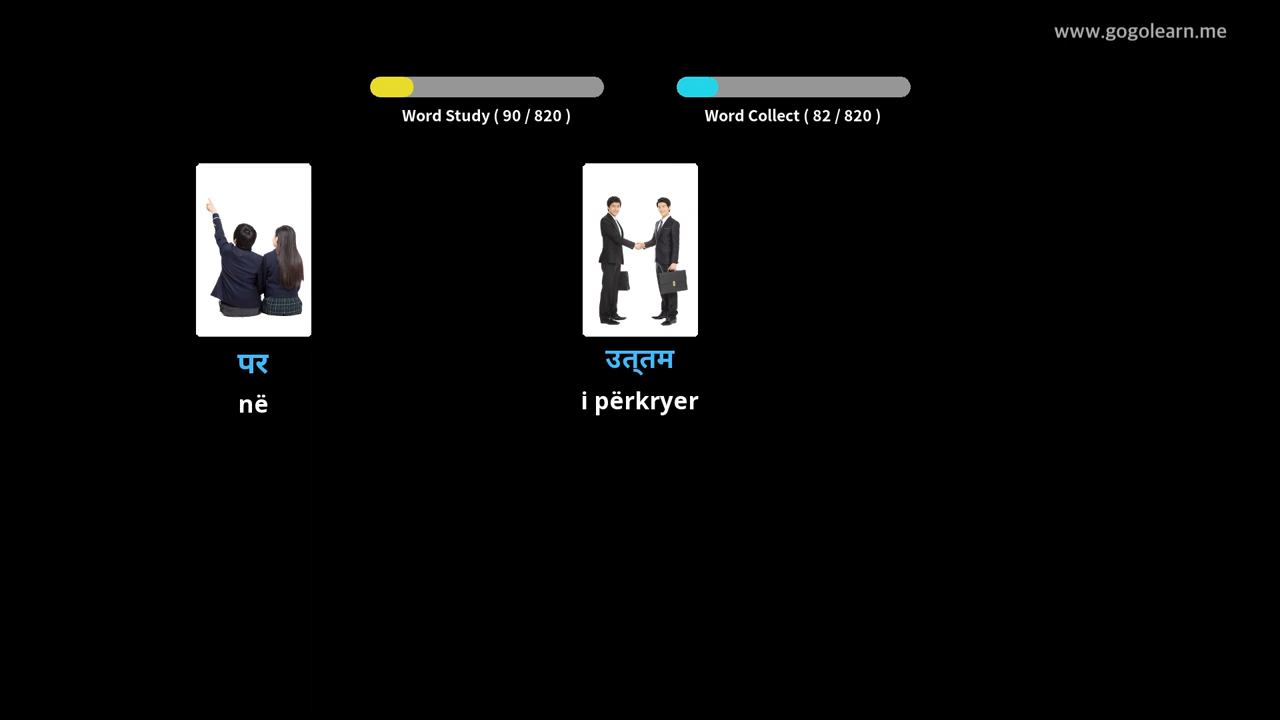 www.gogolearn.me
Word Study ( 90 / 820 )
Word Collect ( 82 / 820 )
पर
në
उत्तम
i përkryer